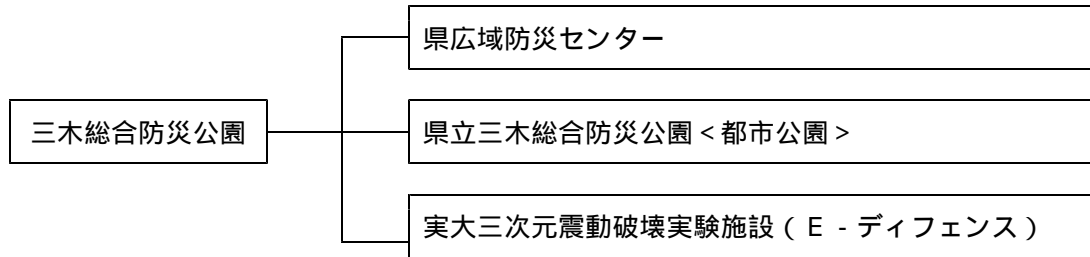 県広域防災センター
三木総合防災公園
県立三木総合防災公園＜都市公園＞
実大三次元震動破壊実験施設（Ｅ‐ディフェンス）